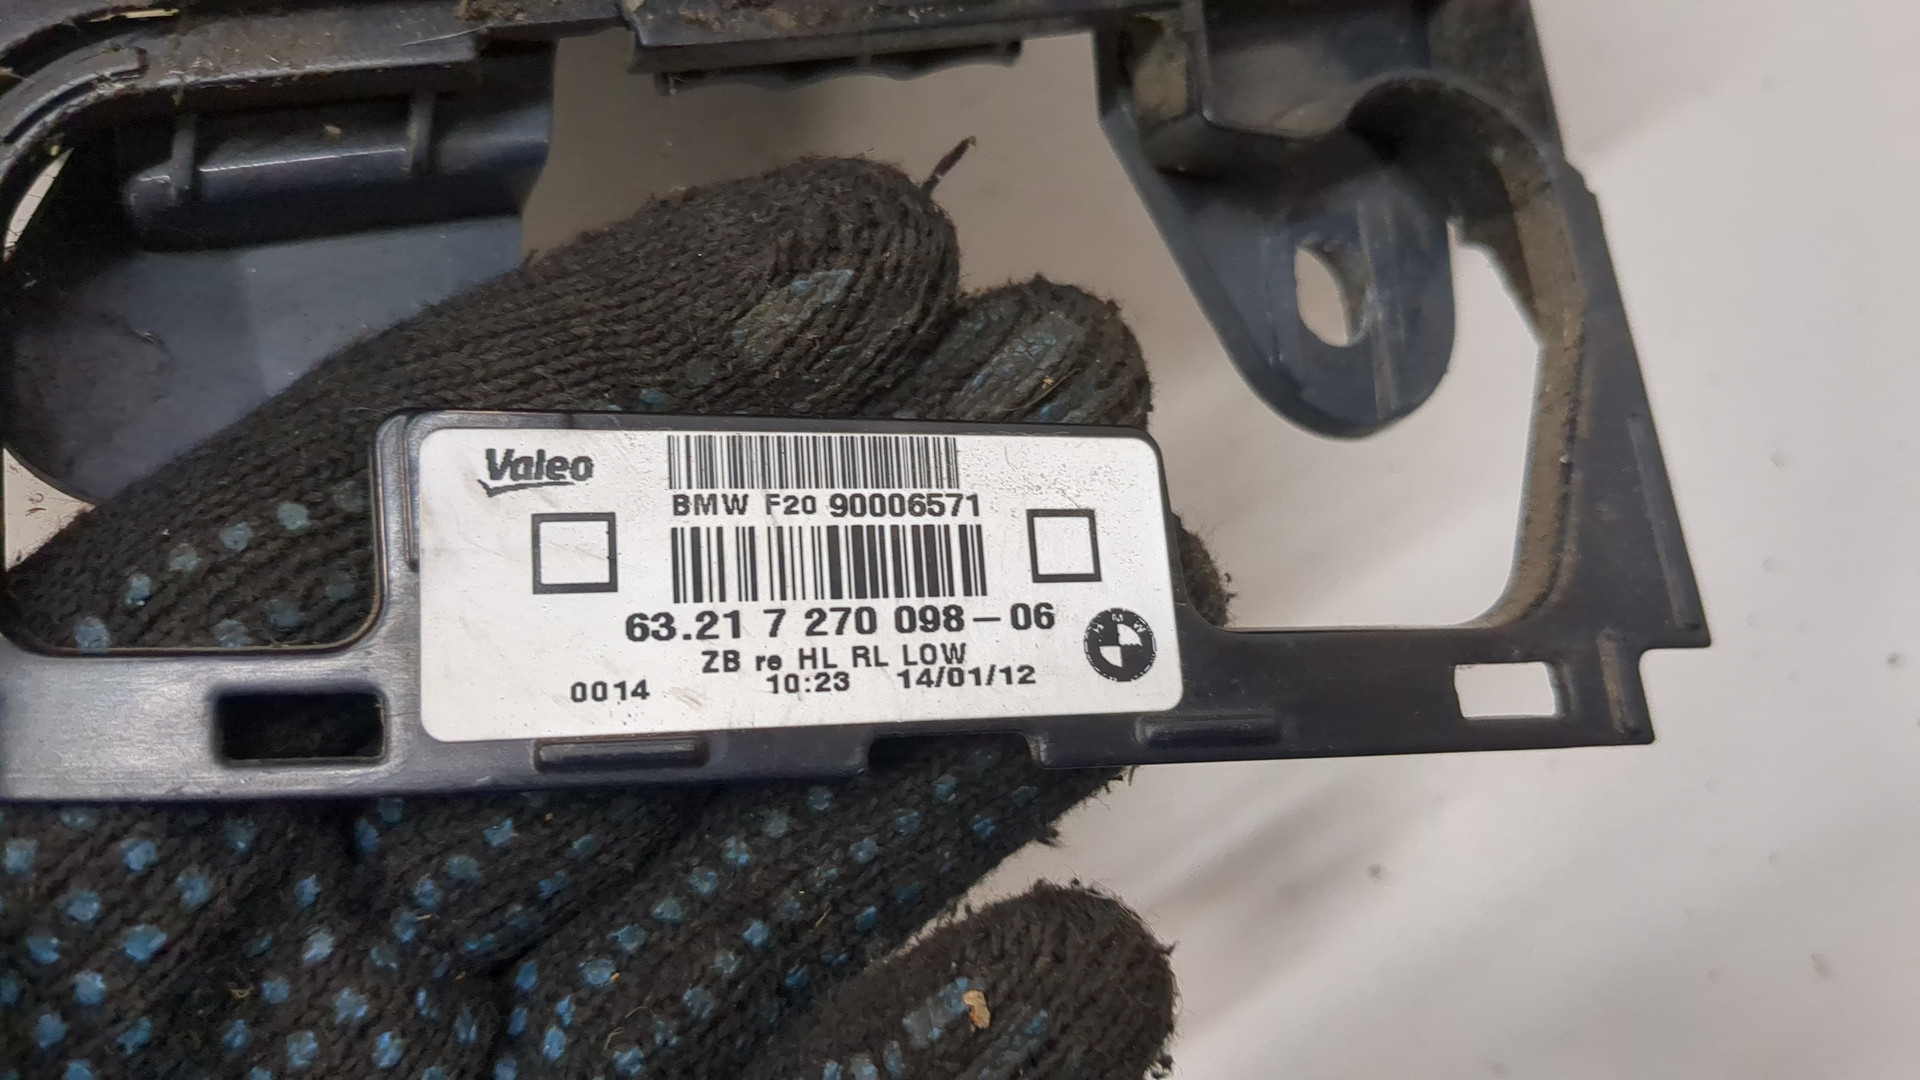 Valeo
BMW F20 90006571
63.21 7 270 098-06
ZB re HL RL LOW
0014 10:23 14/01/12
BMW